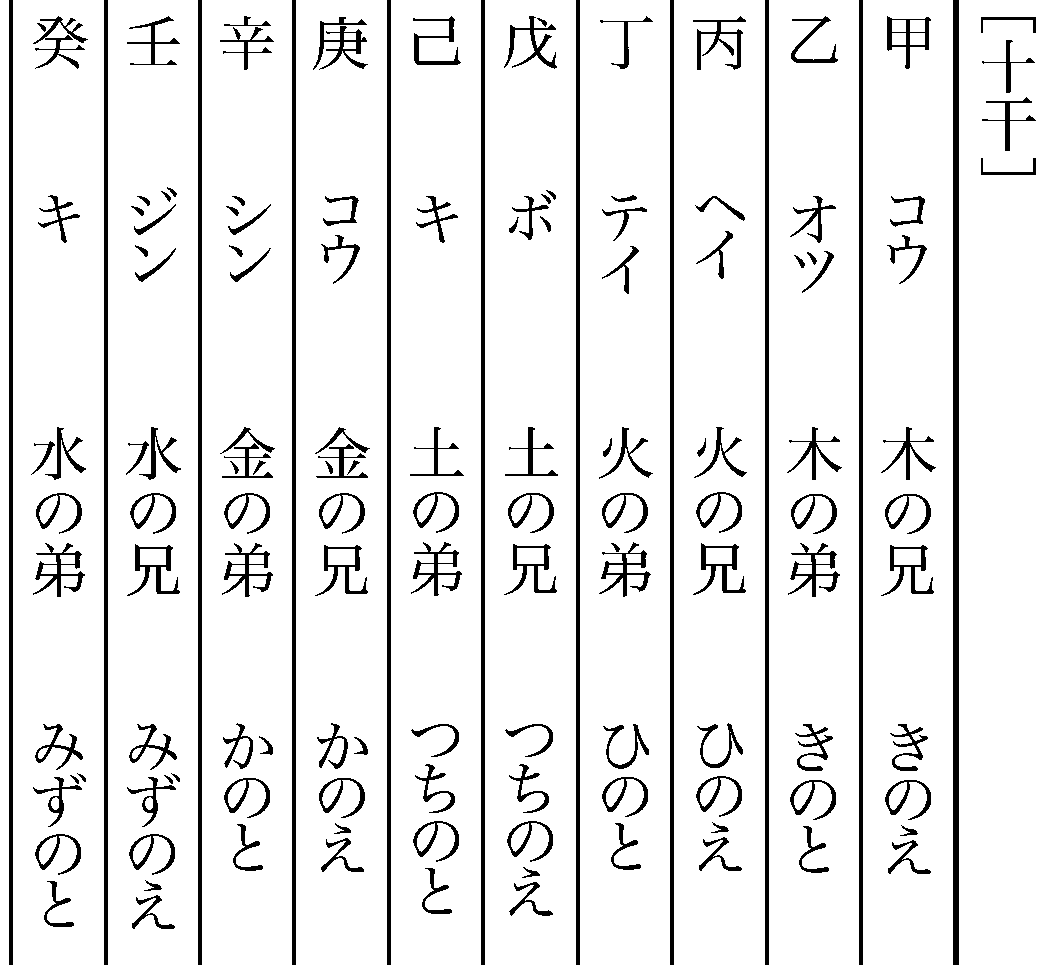 ［十干］
甲 コウ 木の兄 きのえ
乙 オツ 木の弟 きのと
丙 ヘイ 火の兄 ひのえ
丁 テイ 火の弟 ひのと
戊 ボ 土の兄 つちのえ
己 キ 土の弟 つちのと
庚 コウ 金の兄 かのえ
辛 シン 金の弟 かのと
壬 ジン 水の兄 みずのえ
癸 キ 水の弟 みずのと